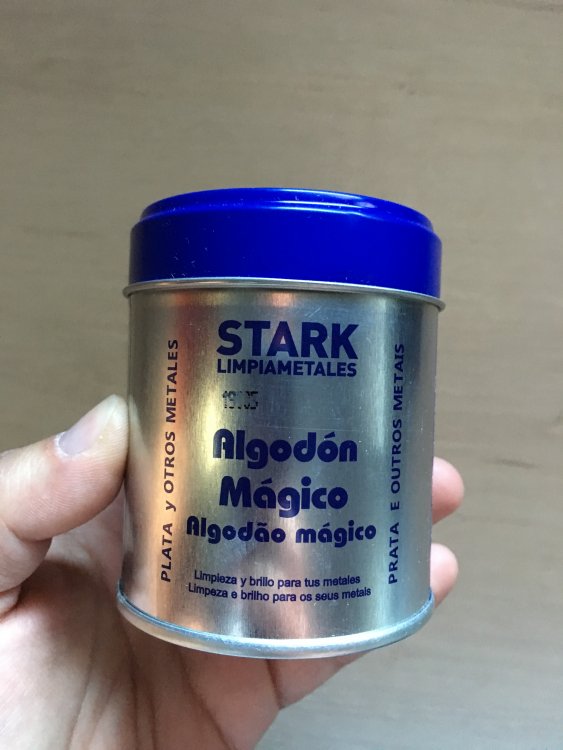 STARK
LIMPIAMETALES
Algodón
Mágico
Algodão mágico
Limpieza y brillo para tus metales
Limpeza e brilho para os seus metais
PLATA y OTROS METALES
PRATA E OUTROS METAIS